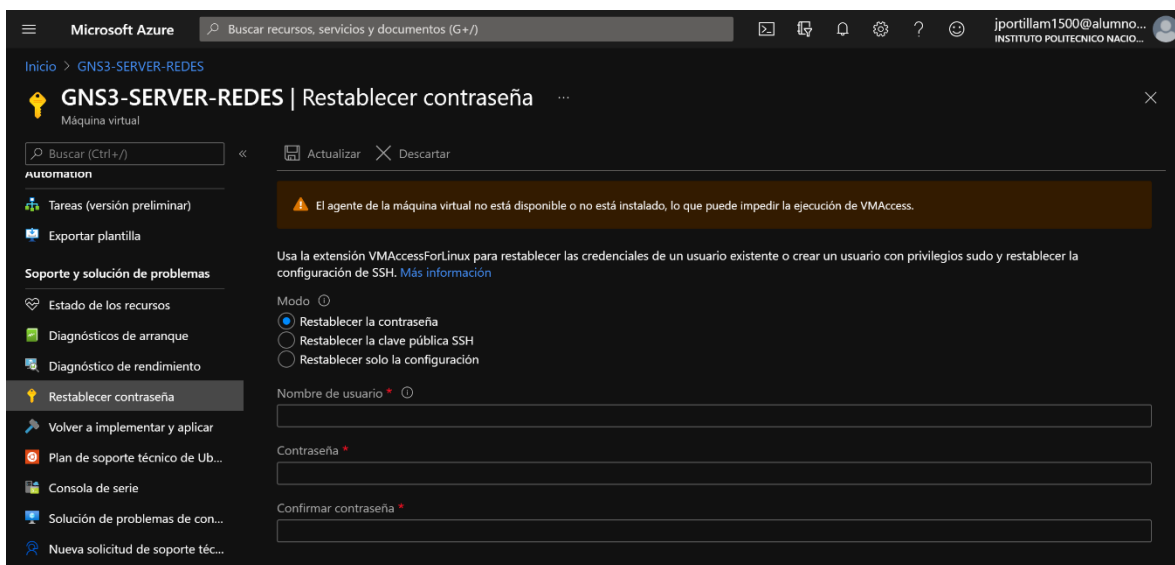 Microsoft Azure
Buscar recursos, servicios y documentos (G+/)
jportillam1500@alumno...
INSTITUTO POLITECNICO NACIO...
Inicio > GNS3-SERVER-REDES
GNS3-SERVER-REDES | Restablecer contraseña ...
Máquina virtual
Buscar (Ctrl+/)
«
Actualizar
Descartar
Automation
Tareas (versión preliminar)
Exportar plantilla
Soporte y solución de problemas
Estado de los recursos
Diagnósticos de arranque
Diagnóstico de rendimiento
Restablecer contraseña
Volver a implementar y aplicar
Plan de soporte técnico de Ub...
Consola de serie
Solución de problemas de con...
Nueva solicitud de soporte téc...
El agente de la máquina virtual no está disponible o no está instalado, lo que puede impedir la ejecución de VMAccess.
Usa la extensión VMAccessForLinux para restablecer las credenciales de un usuario existente o crear un usuario con privilegios sudo y restablecer la
configuración de SSH. Más información
Modo
Restablecer la contraseña
Restablecer la clave pública SSH
Restablecer solo la configuración
Nombre de usuario *
Contraseña *
Confirmar contraseña *